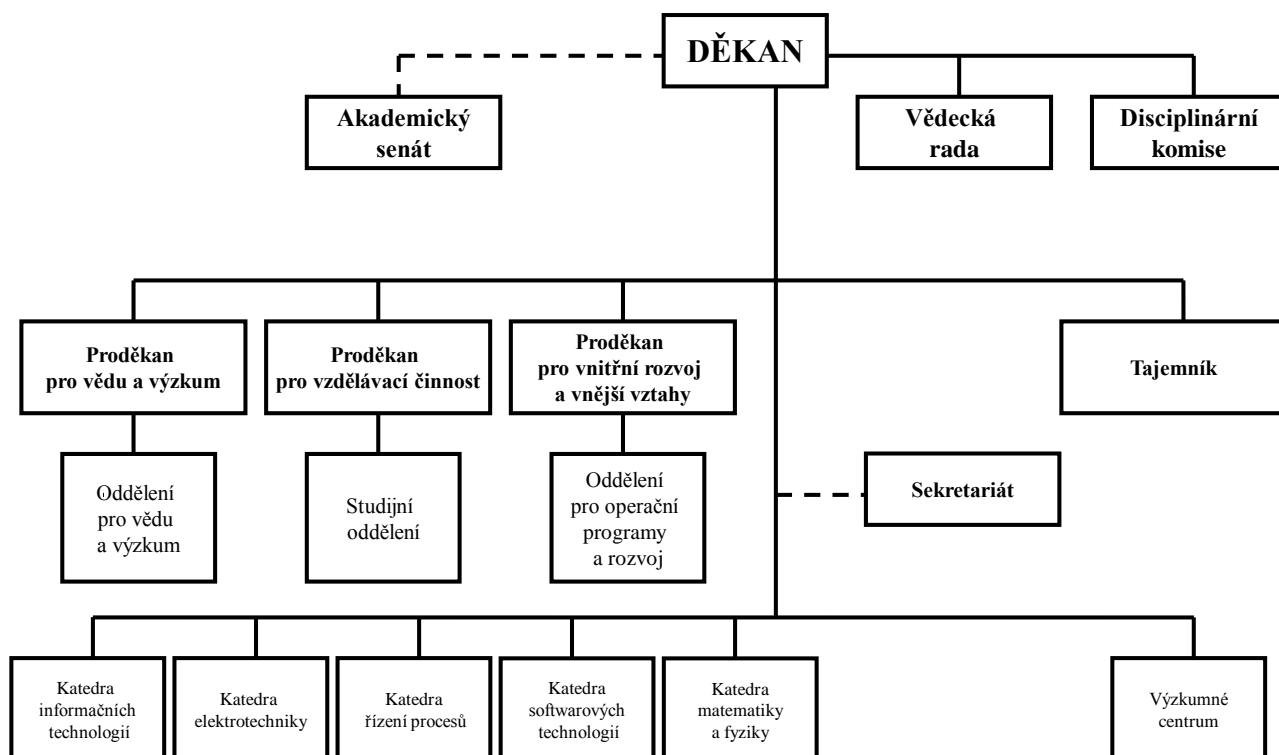 DĚKAN
Akademický
senát
Vědecká
rada
Disciplinární
komise
Proděkan
pro vědu a výzkum
Proděkan
pro vzdělávací činnost
Proděkan
pro vnitřní rozvoj
a vnější vztahy
Tajemník
Oddělení
pro vědu
a výzkum
Studijní
oddělení
Oddělení
pro operační
programy
a rozvoj
Sekretariát
Katedra
informačních
technologií
Katedra
elektrotechniky
Katedra
řízení procesů
Katedra
softwarových
technologií
Katedra
matematiky
a fyziky
Výzkumné
centrum